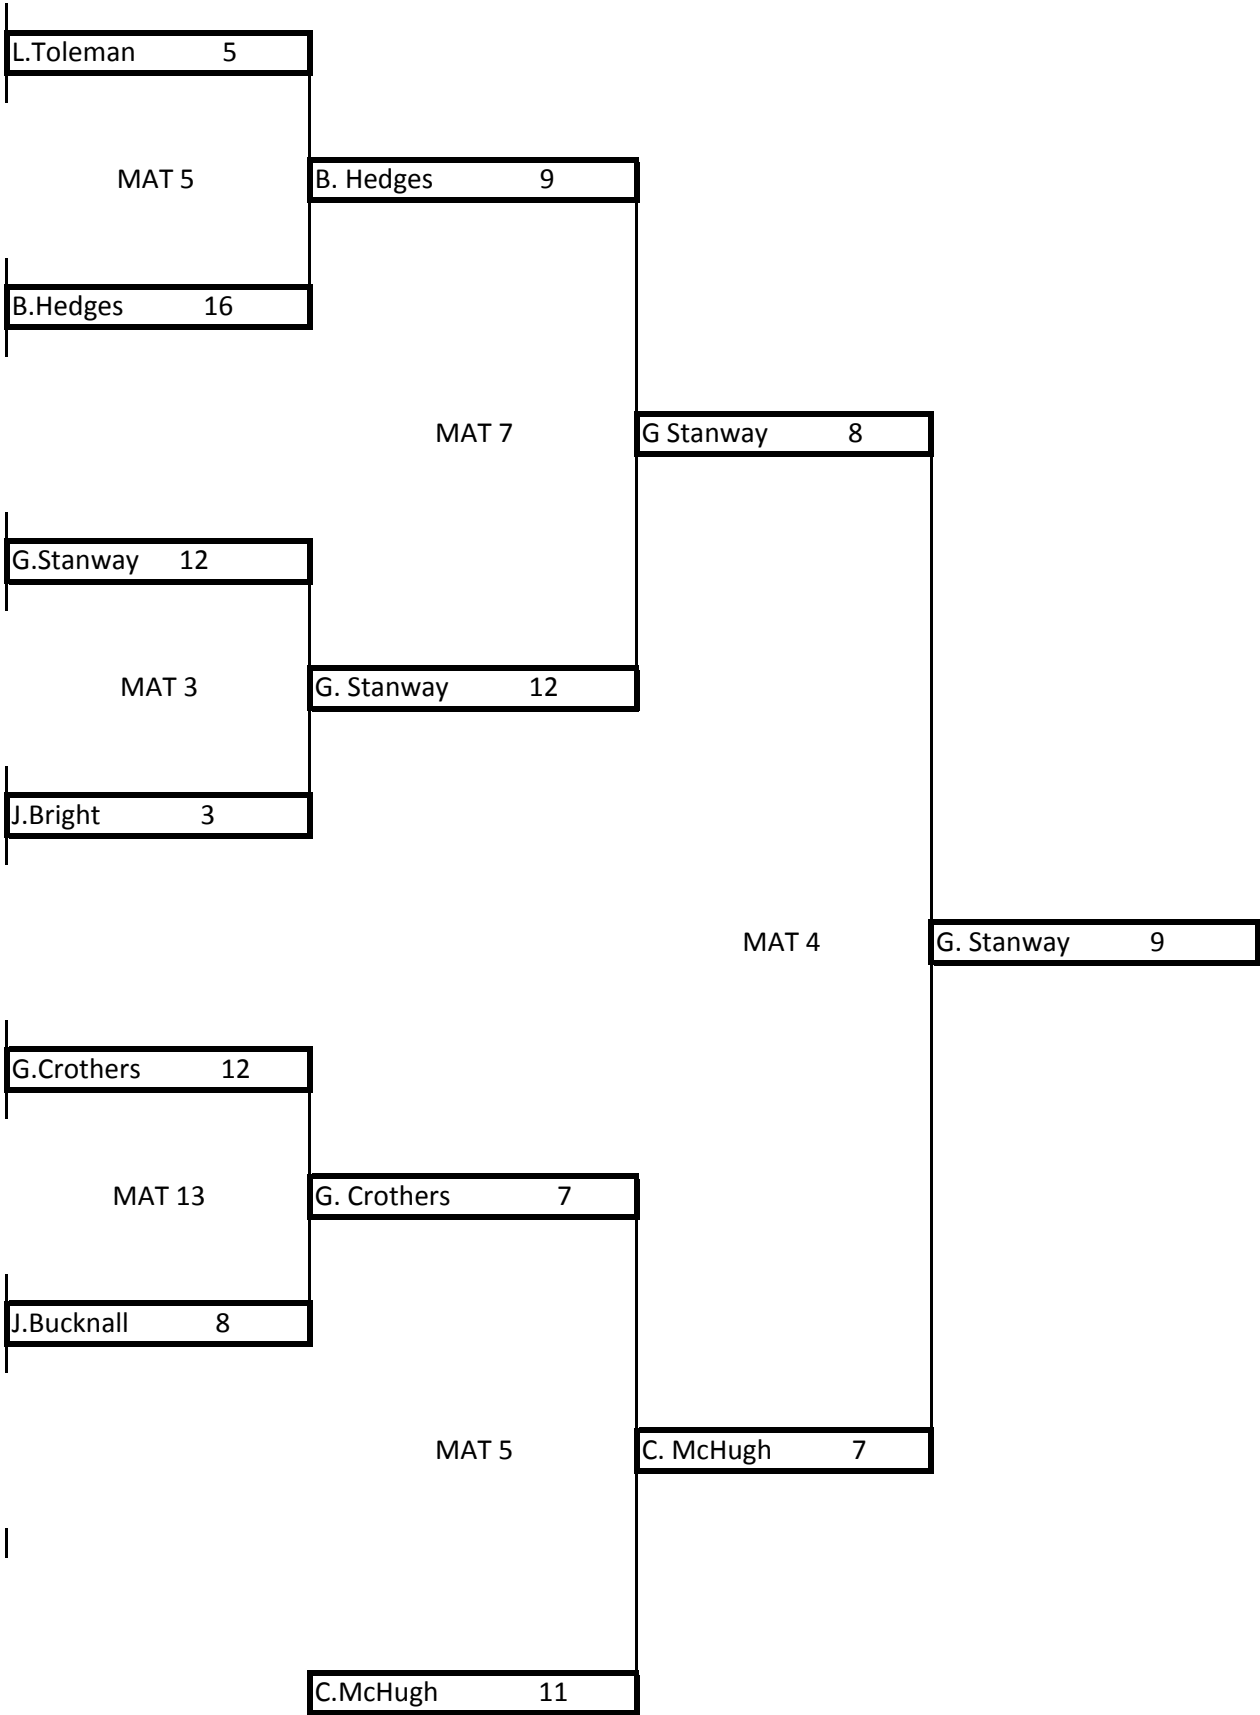 L.Toleman 5
MAT 5
B. Hedges 9
B.Hedges 16
MAT 7
G Stanway 8
G.Stanway 12
MAT 3
G. Stanway 12
J.Bright 3
MAT 4
G. Stanway 9
G.Crothers 12
MAT 13
G. Crothers 7
J.Bucknall 8
MAT 5
C. McHugh 7
C.McHugh 11